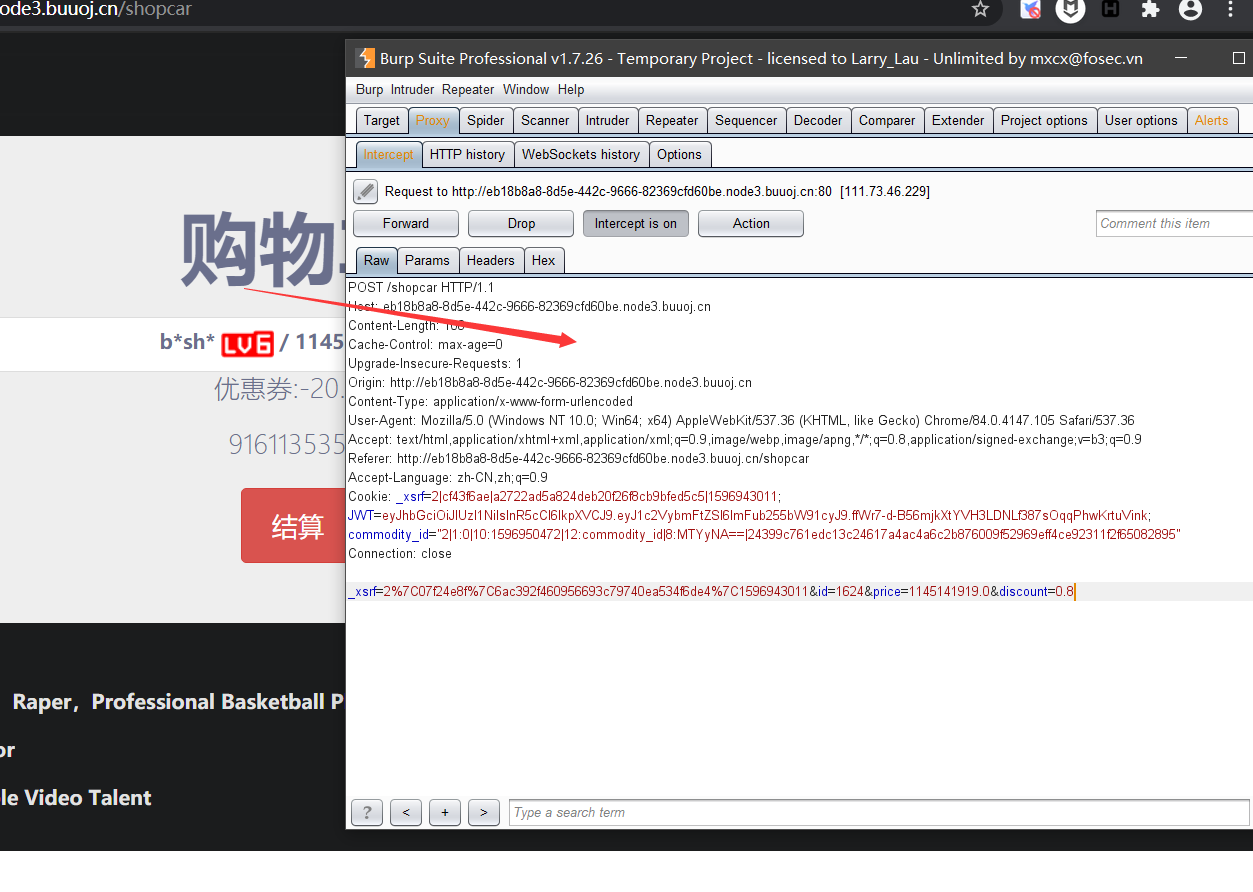 ode3.buuoj.cn/shopcar
Burp Suite Professional v1.7.26 - Temporary Project - licensed to Larry_Lau - Unlimited by mxcx@fosec.vn
Burp Intruder Repeater Window Help
Target Proxy Spider Scanner Intruder Repeater Sequencer Decoder Comparer Extender Project options User options Alerts
Intercept HTTP history WebSockets history Options
Request to http://eb18b8a8-8d5e-442c-9666-82369cfd60be.node3.buuoj.cn:80 [111.73.46.229]
Forward Drop Intercept is on Action Comment this item
Raw Params Headers Hex
购物
b*sh* LV6 / 1145
优惠券:-20.
916113535
结算
POST /shopcar HTTP/1.1
Host: eb18b8a8-8d5e-442c-9666-82369cfd60be.node3.buuoj.cn
Content-Length: 108
Cache-Control: max-age=0
Upgrade-Insecure-Requests: 1
Origin: http://eb18b8a8-8d5e-442c-9666-82369cfd60be.node3.buuoj.cn
Content-Type: application/x-www-form-urlencoded
User-Agent: Mozilla/5.0 (Windows NT 10.0; Win64; x64) AppleWebKit/537.36 (KHTML, like Gecko) Chrome/84.0.4147.105 Safari/537.36
Accept: text/html,application/xhtml+xml,application/xml;q=0.9,image/webp,image/apng,*/*;q=0.8,application/signed-exchange;v=b3;q=0.9
Referer: http://eb18b8a8-8d5e-442c-9666-82369cfd60be.node3.buuoj.cn/shopcar
Accept-Language: zh-CN,zh;q=0.9
Cookie: _xsrf=2|cf43f6ae|a2722ad5a824deb20f26f8cb9bfed5c5|1596943011;
JWT=eyJhbGciOiJIUzI1NiIsInR5cCI6IkpXVCJ9.eyJ1c2VybmFtZSI6ImFub255bW91cyJ9.ffWr7-d-B56mjkXtYVH3LDNLf387sOqqPhwKrtuVink;
commodity_id="2|1:0|10:1596950472|12:commodity_id|8:MTYyNA==|24399c761edc13c24617a4ac4a6c2b876009f52969eff4ce92311f2f65082895"
Connection: close
_xsrf=2%7C07f24e8f%7C6ac392f460956693c79740ea534f6de4%7C1596943011&id=1624&price=1145141919.0&discount=0.8
Raper，Professional Basketball P
or
le Video Talent
? < + > Type a search term